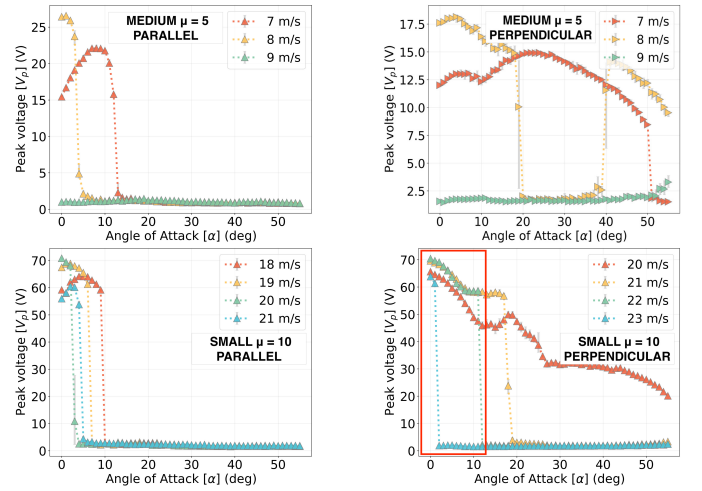 MEDIUM μ = 5
PARALLEL
7 m/s
8 m/s
9 m/s
25
20
15
10
5
0
Peak voltage [Vp] (V)
0 10 20 30 40 50
Angle of Attack [α] (deg)
MEDIUM μ = 5
PERPENDICULAR
7 m/s
8 m/s
9 m/s
17.5
15.0
12.5
10.0
7.5
5.0
2.5
Peak voltage [Vp] (V)
0 10 20 30 40 50
Angle of Attack [α] (deg)
18 m/s
19 m/s
20 m/s
21 m/s
SMALL μ = 10
PARALLEL
70
60
50
40
30
20
10
0
Peak voltage [Vp] (V)
0 10 20 30 40 50
Angle of Attack [α] (deg)
20 m/s
21 m/s
22 m/s
23 m/s
SMALL μ = 10
PERPENDICULAR
70
60
50
40
30
20
10
0
Peak voltage [Vp] (V)
0 10 20 30 40 50
Angle of Attack [α] (deg)